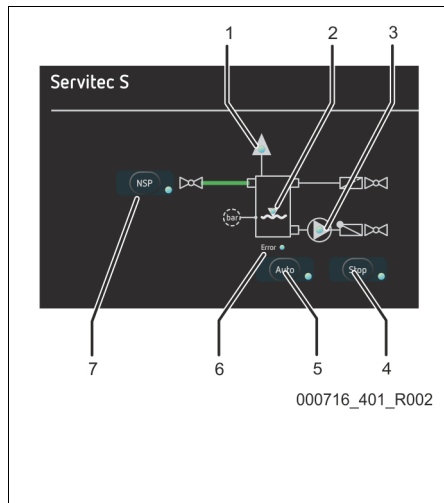 1 2 3
Servitec S
NSP
bar
Error
Auto Stop
7 6 5 4
000716_401_R002